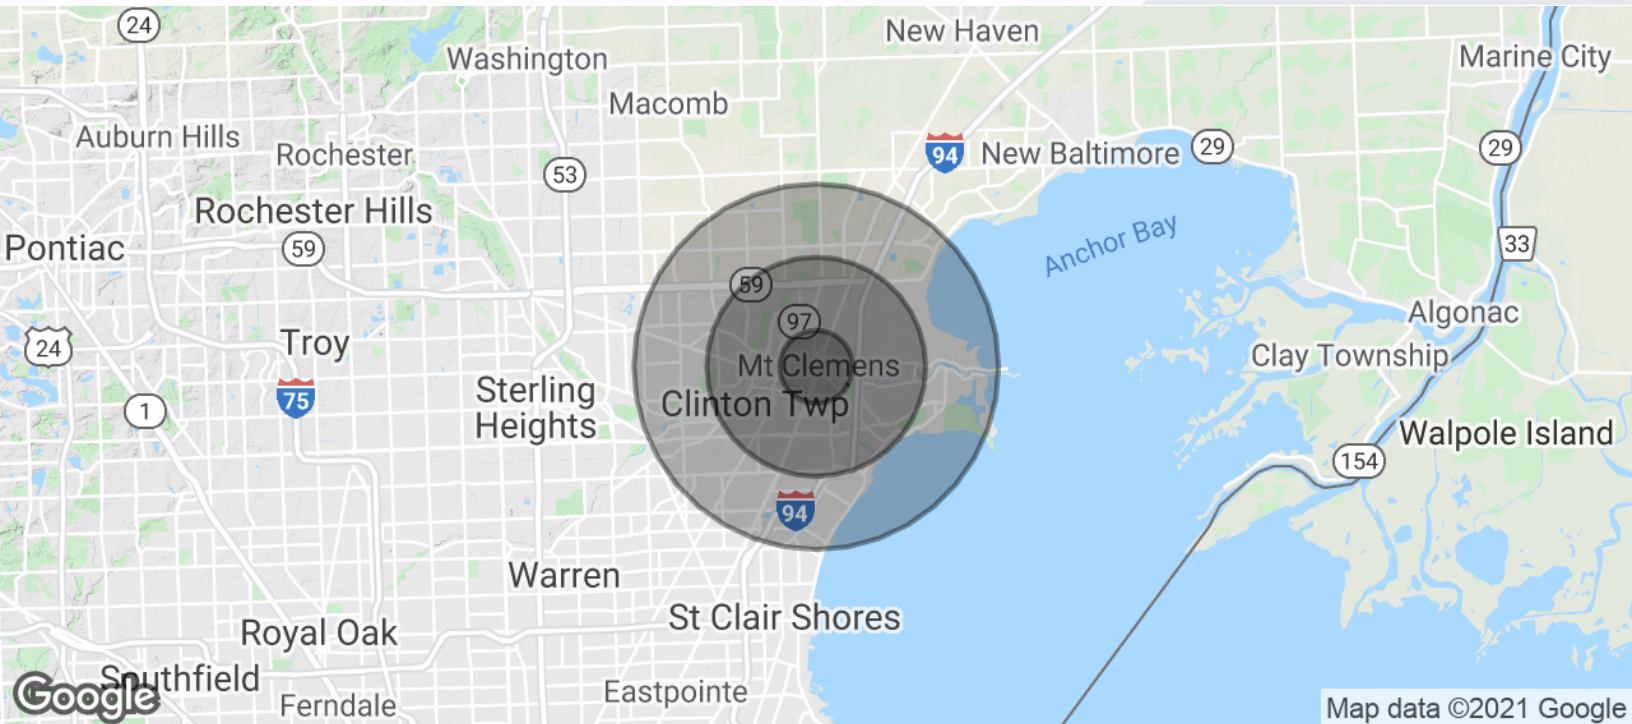 24
New Haven
Marine City
Washington
Macomb
Auburn Hills
Rochester
94
New Baltimore
29
29
53
Rochester Hills
Pontiac
59
Anchor Bay
33
59
97
Algonac
24
Troy
Clay Township
Mt Clemens
75
Sterling
Heights
1
Clinton Twp
Walpole Island
154
94
Warren
St Clair Shores
Royal Oak
Southfield
Google
Ferndale
Eastpointe
Map data ©2021 Google